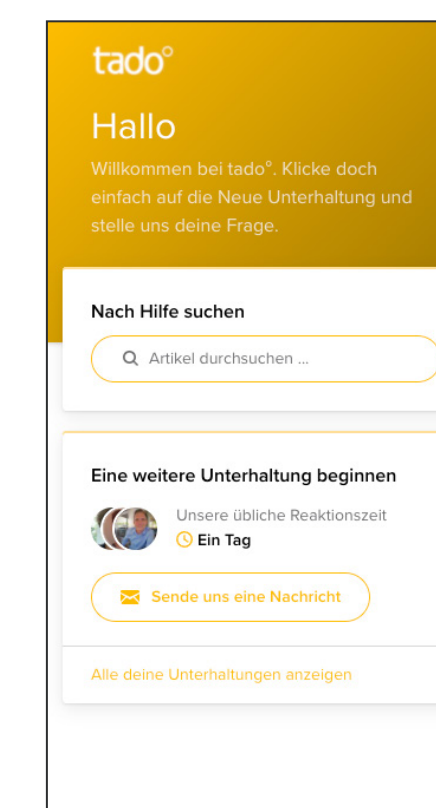 tado°
Hallo
Willkommen bei tado°. Klicke doch
einfach auf die Neue Unterhaltung und
stelle uns deine Frage.
Nach Hilfe suchen
Artikel durchsuchen ...
Eine weitere Unterhaltung beginnen
Unsere übliche Reaktionszeit
Ein Tag
Sende uns eine Nachricht
Alle deine Unterhaltungen anzeigen